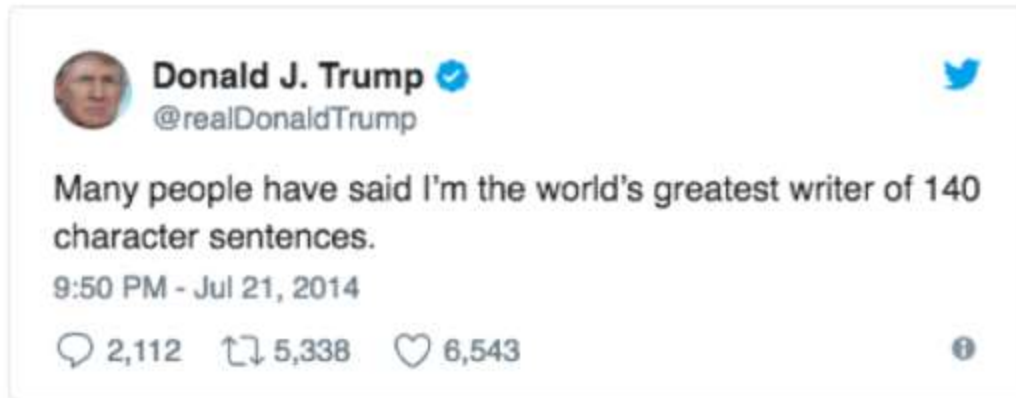 Donald J. Trump
@realDonaldTrump
Many people have said I'm the world's greatest writer of 140
character sentences.
9:50 PM - Jul 21, 2014
2,112 5,338 6,543